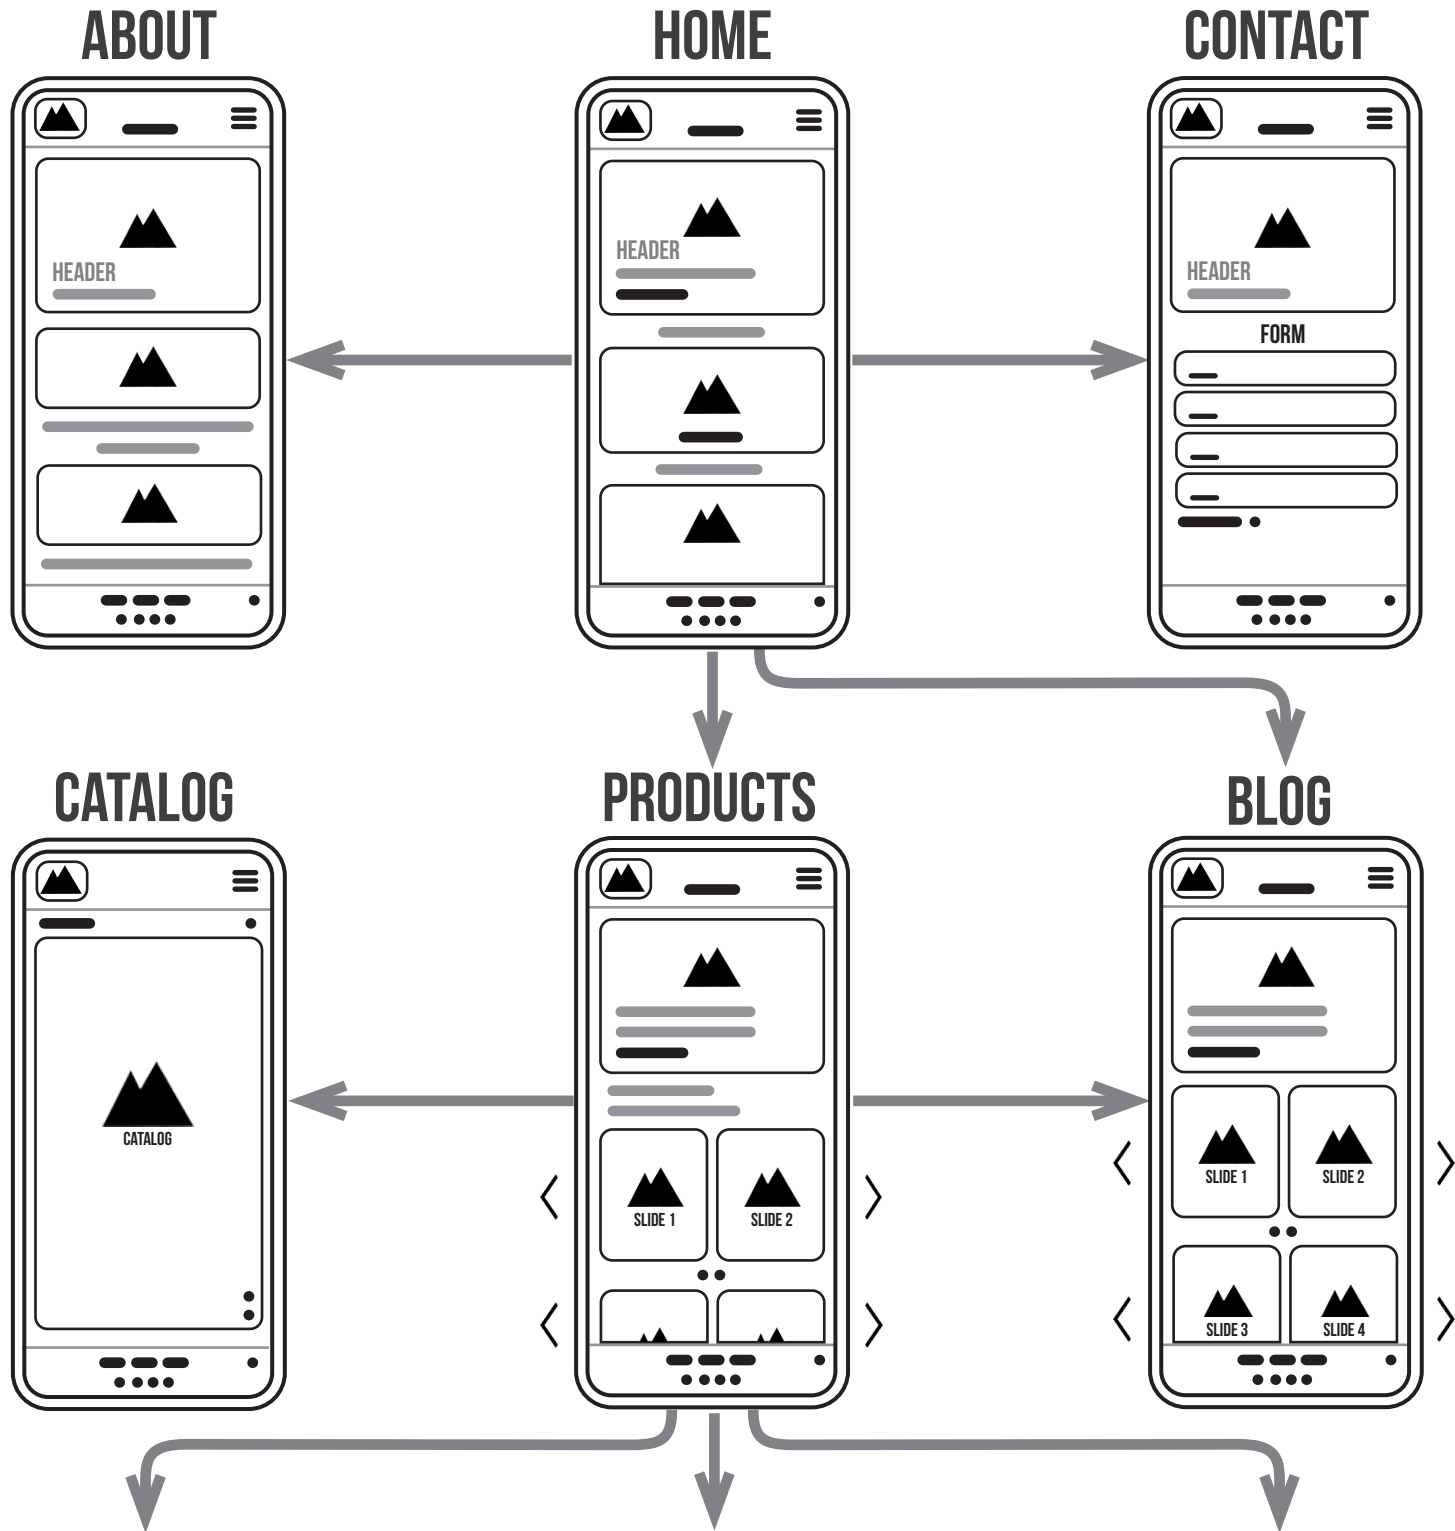 ABOUT
HOME
CONTACT
HEADER
HEADER
HEADER
FORM
CATALOG
PRODUCTS
BLOG
CATALOG
SLIDE 1
SLIDE 2
SLIDE 1
SLIDE 2
SLIDE 3
SLIDE 4